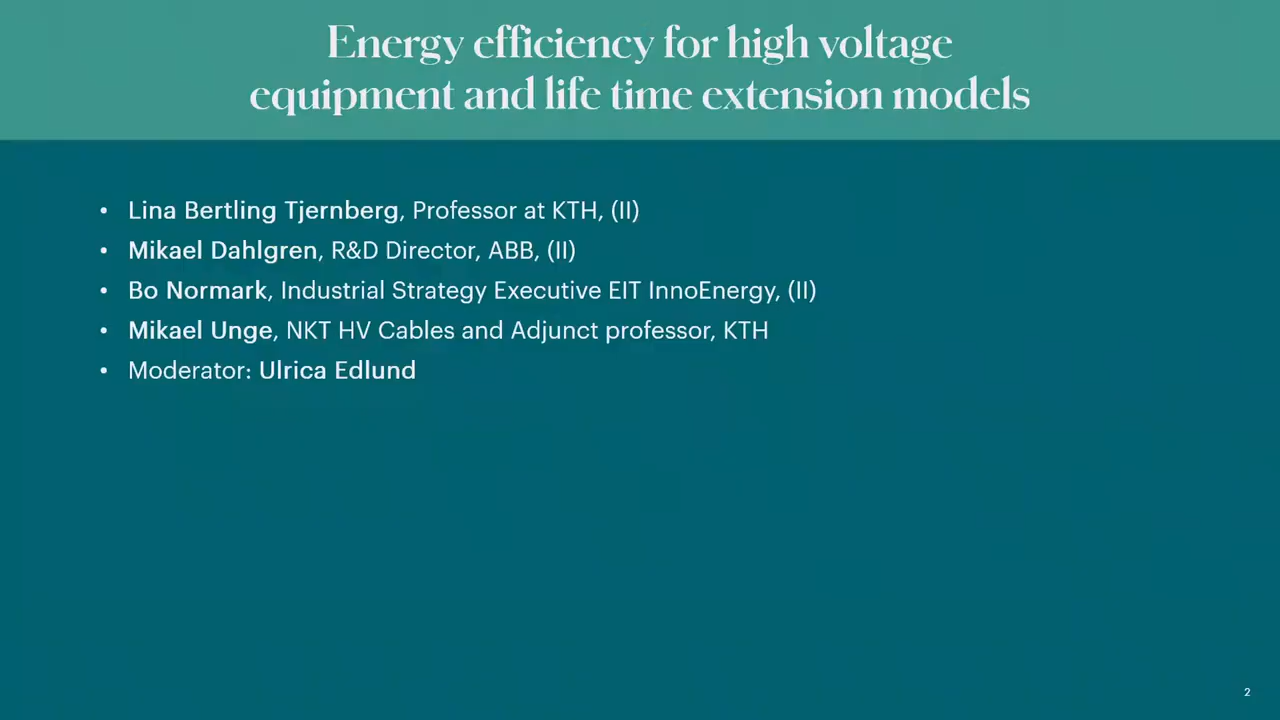 Energy efficiency for high voltage
equipment and life time extension models
• Lina Bertling Tjernberg, Professor at KTH, (II)
• Mikael Dahlgren, R&D Director, ABB, (II)
• Bo Normark, Industrial Strategy Executive EIT InnoEnergy, (II)
• Mikael Unge, NKT HV Cables and Adjunct professor, KTH
• Moderator: Ulrica Edlund
2